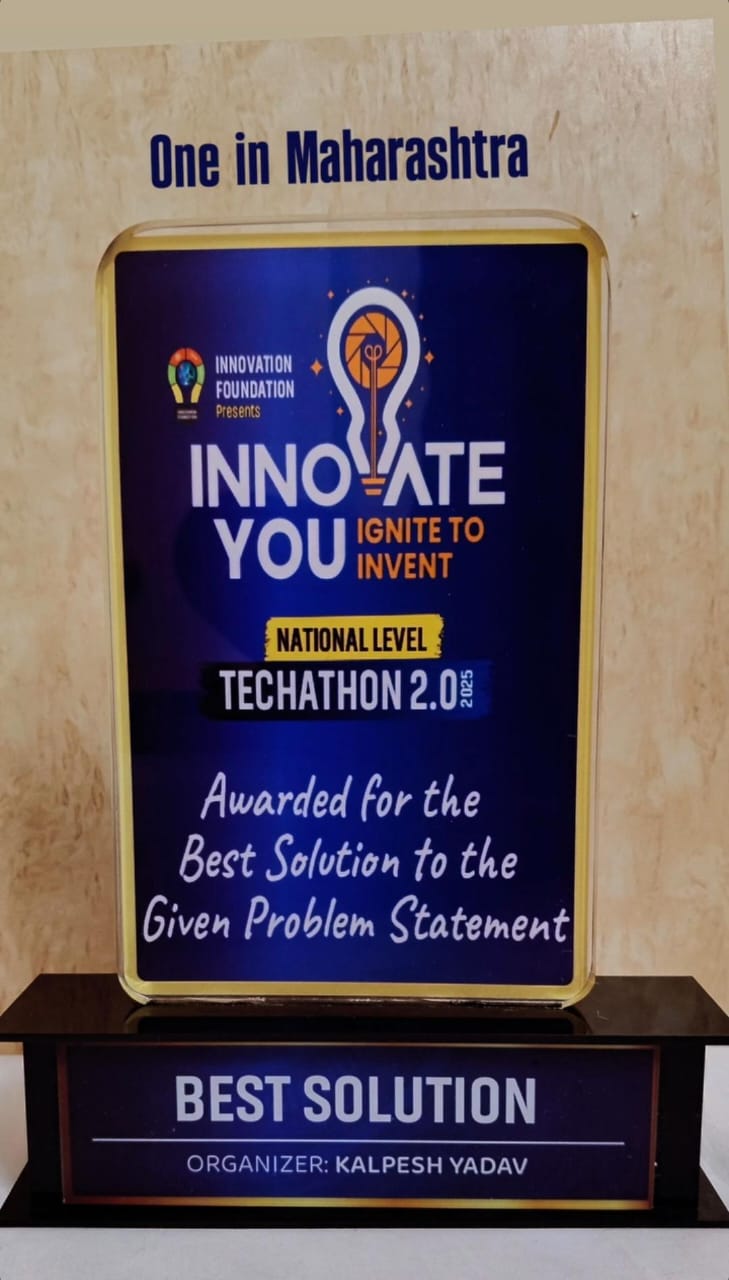 One in Maharashtra
INNOVATION
FOUNDATION
Presents
INNOVATE
YOU
IGNITE TO
INVENT
NATIONAL LEVEL
TECHATHON 2.0 2025
Awarded for the
Best Solution to the
Given Problem Statement
BEST SOLUTION
ORGANIZER: KALPESH YADAV